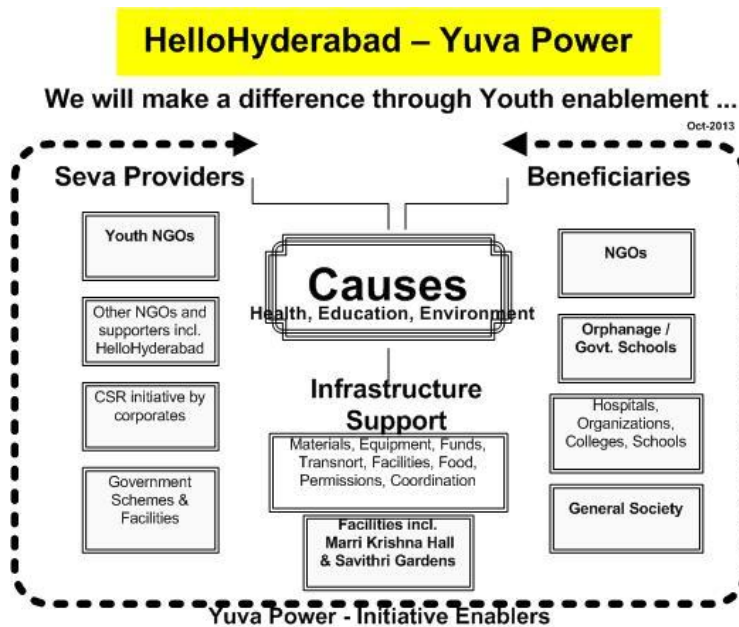 HelloHyderabad – Yuva Power
We will make a difference through Youth enablement ...
Oct-2013
Seva Providers
Youth NGOs
Other NGOs and
supporters incl.
HelloHyderabad
CSR initiative by
corporates
Government
Schemes &
Facilities
Causes
Health, Education, Environment
Infrastructure
Support
Materials, Equipment, Funds,
Transnort, Facilities, Food,
Permissions, Coordination
Facilities incl.
Marri Krishna Hall
& Savithri Gardens
Beneficiaries
NGOs
Orphanage /
Govt. Schools
Hospitals,
Organizations,
Colleges, Schools
General Society
Yuva Power - Initiative Enablers